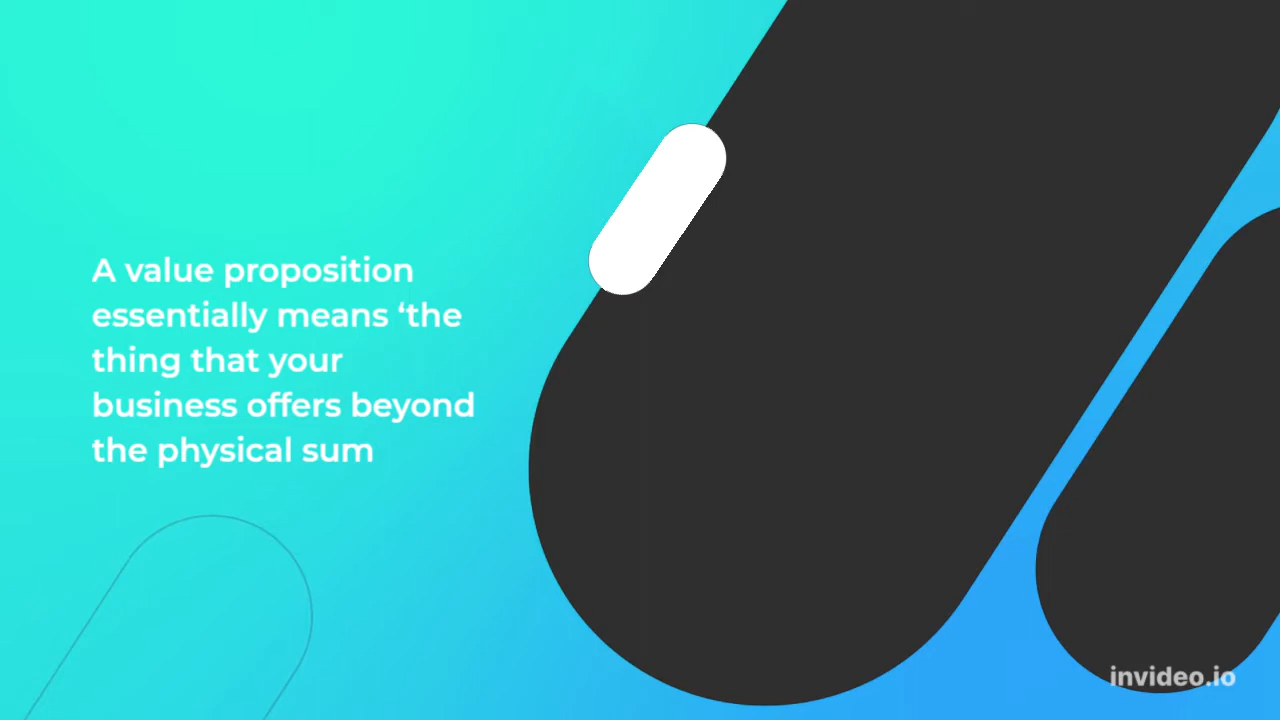 A value proposition
essentially means ‘the
thing that your
business offers beyond
the physical sum
invideo.io